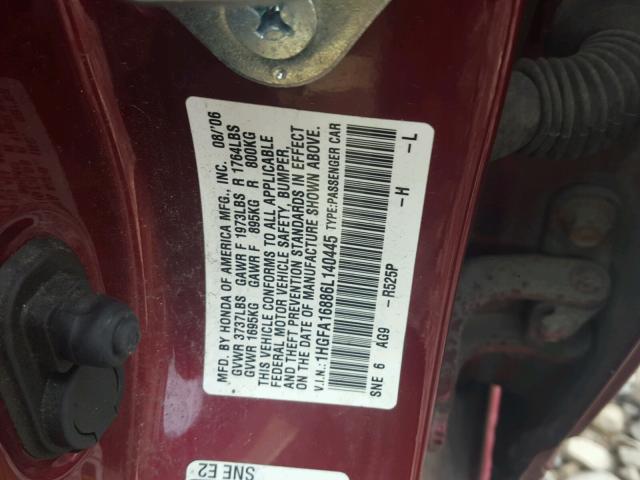 MFD. BY HONDA OF AMERICA MFG., INC. 08/'06
GVWR 3737LBS GAWR F 1973LBS R 1764LBS
GVWR 1695KG GAWR F 895KG R 800KG
THIS VEHICLE CONFORMS TO ALL APPLICABLE
FEDERAL MOTOR VEHICLE SAFETY, BUMPER,
AND THEFT PREVENTION STANDARDS IN EFFECT
ON THE DATE OF MANUFACTURE SHOWN ABOVE.
V.I.N.: 1HGFA16886L140445 TYPE:PASSENGER CAR
SNE 6 AG9 -R525P -H -L
SNE E2